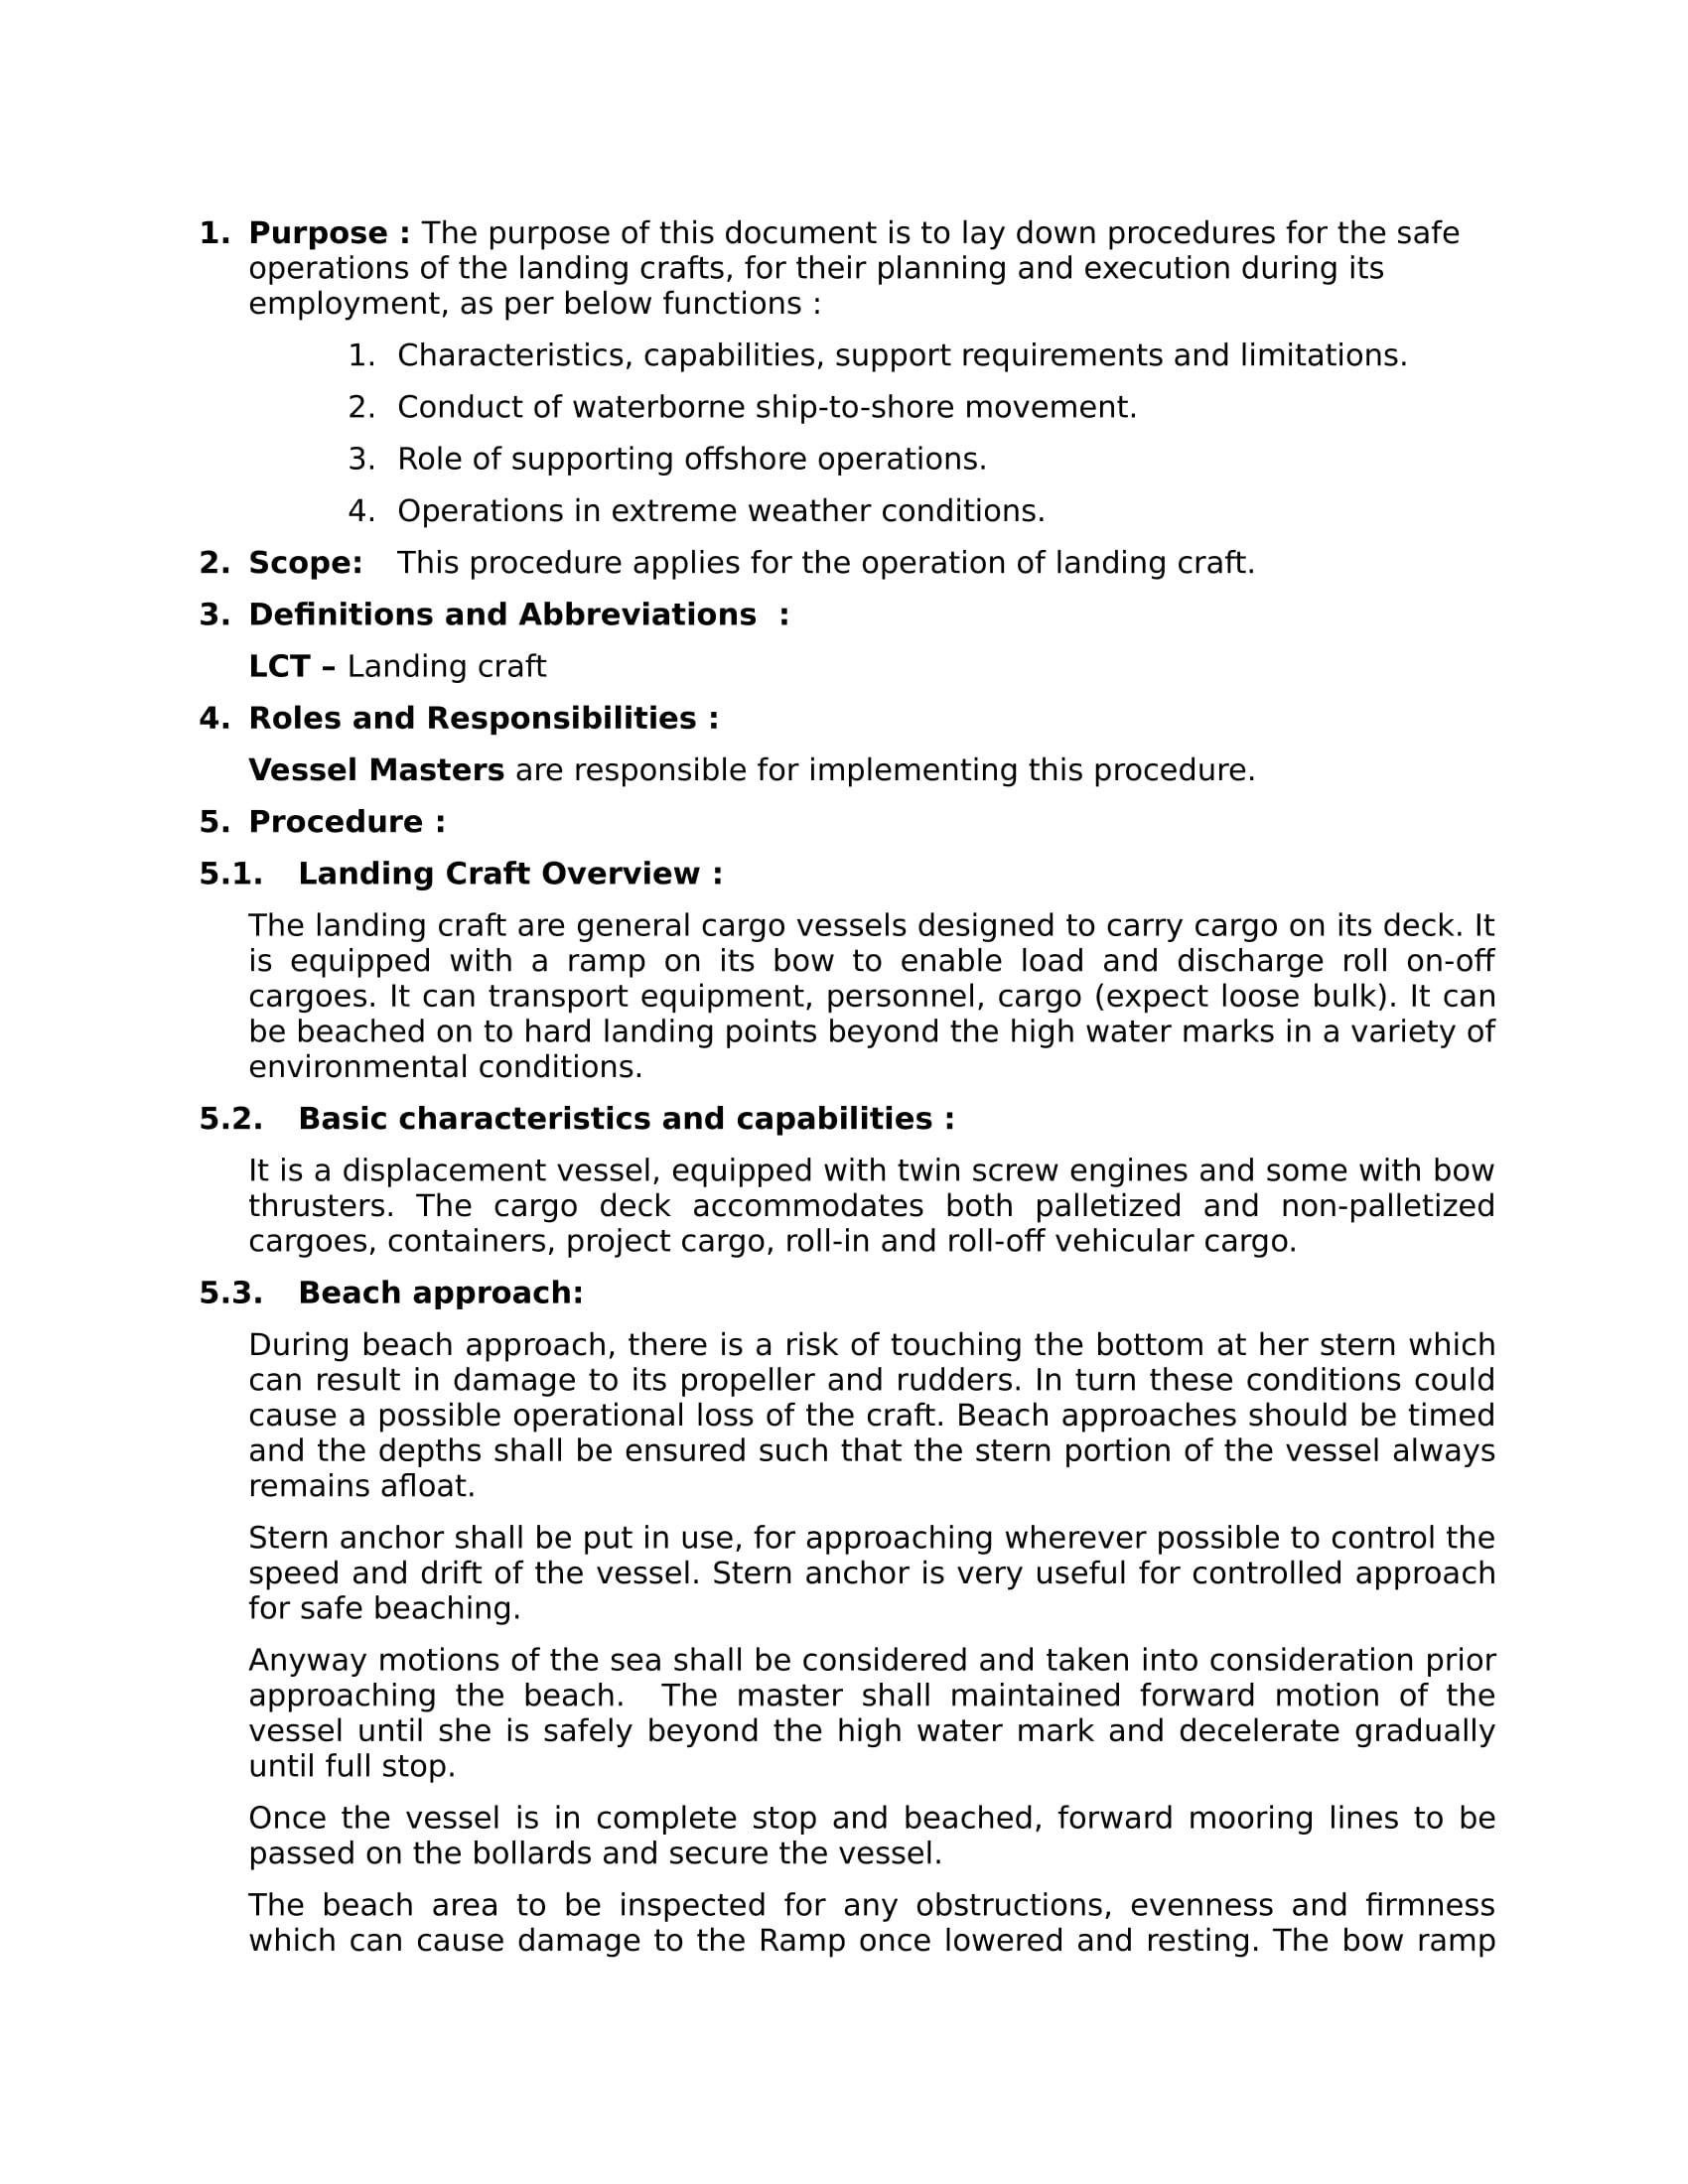 1. Purpose : The purpose of this document is to lay down procedures for the safe
operations of the landing crafts, for their planning and execution during its
employment, as per below functions :
1. Characteristics, capabilities, support requirements and limitations.
2. Conduct of waterborne ship-to-shore movement.
3. Role of supporting offshore operations.
4. Operations in extreme weather conditions.
2. Scope: This procedure applies for the operation of landing craft.
3. Definitions and Abbreviations :
LCT – Landing craft
4. Roles and Responsibilities :
Vessel Masters are responsible for implementing this procedure.
5. Procedure :
5.1. Landing Craft Overview :
The landing craft are general cargo vessels designed to carry cargo on its deck. It
is equipped with a ramp on its bow to enable load and discharge roll on-off
cargoes. It can transport equipment, personnel, cargo (expect loose bulk). It can
be beached on to hard landing points beyond the high water marks in a variety of
environmental conditions.
5.2. Basic characteristics and capabilities :
It is a displacement vessel, equipped with twin screw engines and some with bow
thrusters. The cargo deck accommodates both palletized and non-palletized
cargoes, containers, project cargo, roll-in and roll-off vehicular cargo.
5.3. Beach approach:
During beach approach, there is a risk of touching the bottom at her stern which
can result in damage to its propeller and rudders. In turn these conditions could
cause a possible operational loss of the craft. Beach approaches should be timed
and the depths shall be ensured such that the stern portion of the vessel always
remains afloat.
Stern anchor shall be put in use, for approaching wherever possible to control the
speed and drift of the vessel. Stern anchor is very useful for controlled approach
for safe beaching.
Anyway motions of the sea shall be considered and taken into consideration prior
approaching the beach. The master shall maintained forward motion of the
vessel until she is safely beyond the high water mark and decelerate gradually
until full stop.
Once the vessel is in complete stop and beached, forward mooring lines to be
passed on the bollards and secure the vessel.
The beach area to be inspected for any obstructions, evenness and firmness
which can cause damage to the Ramp once lowered and resting. The bow ramp